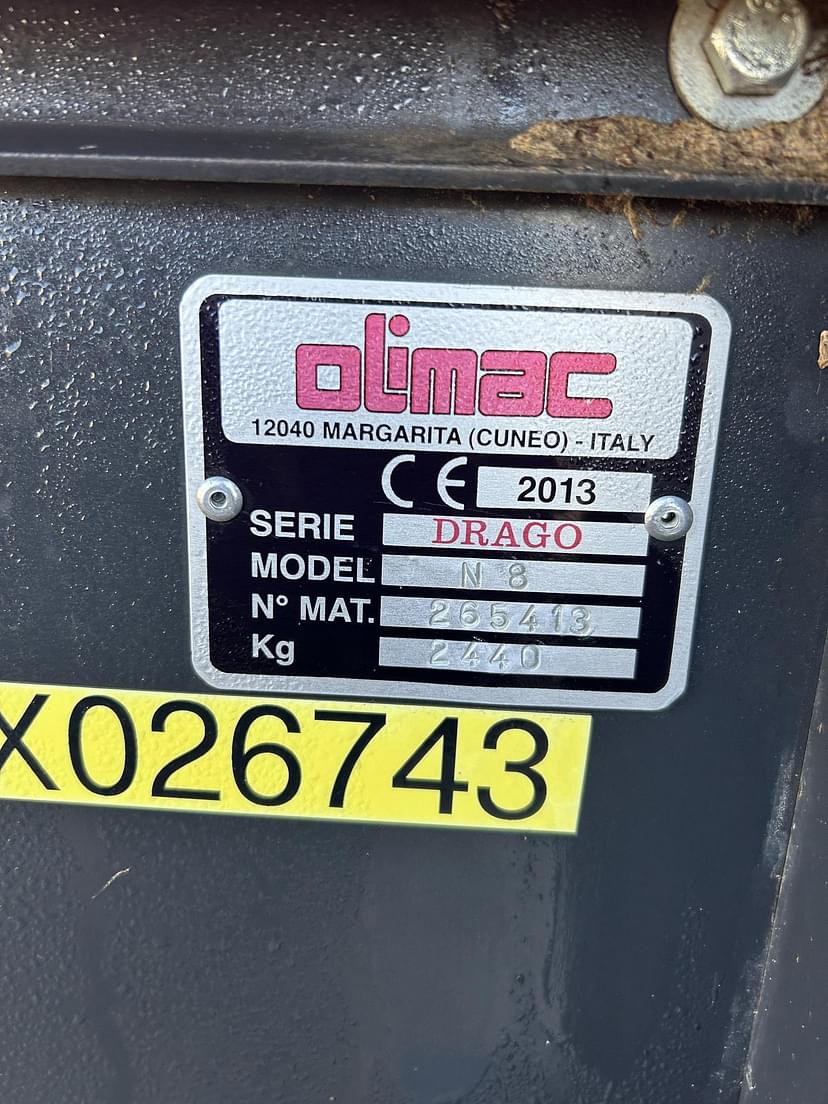 olimac
12040 MARGARITA (CUNEO) - ITALY
CE 2013
SERIE DRAGO
MODEL N 8
N° MAT. 265413
Kg 2440
X026743